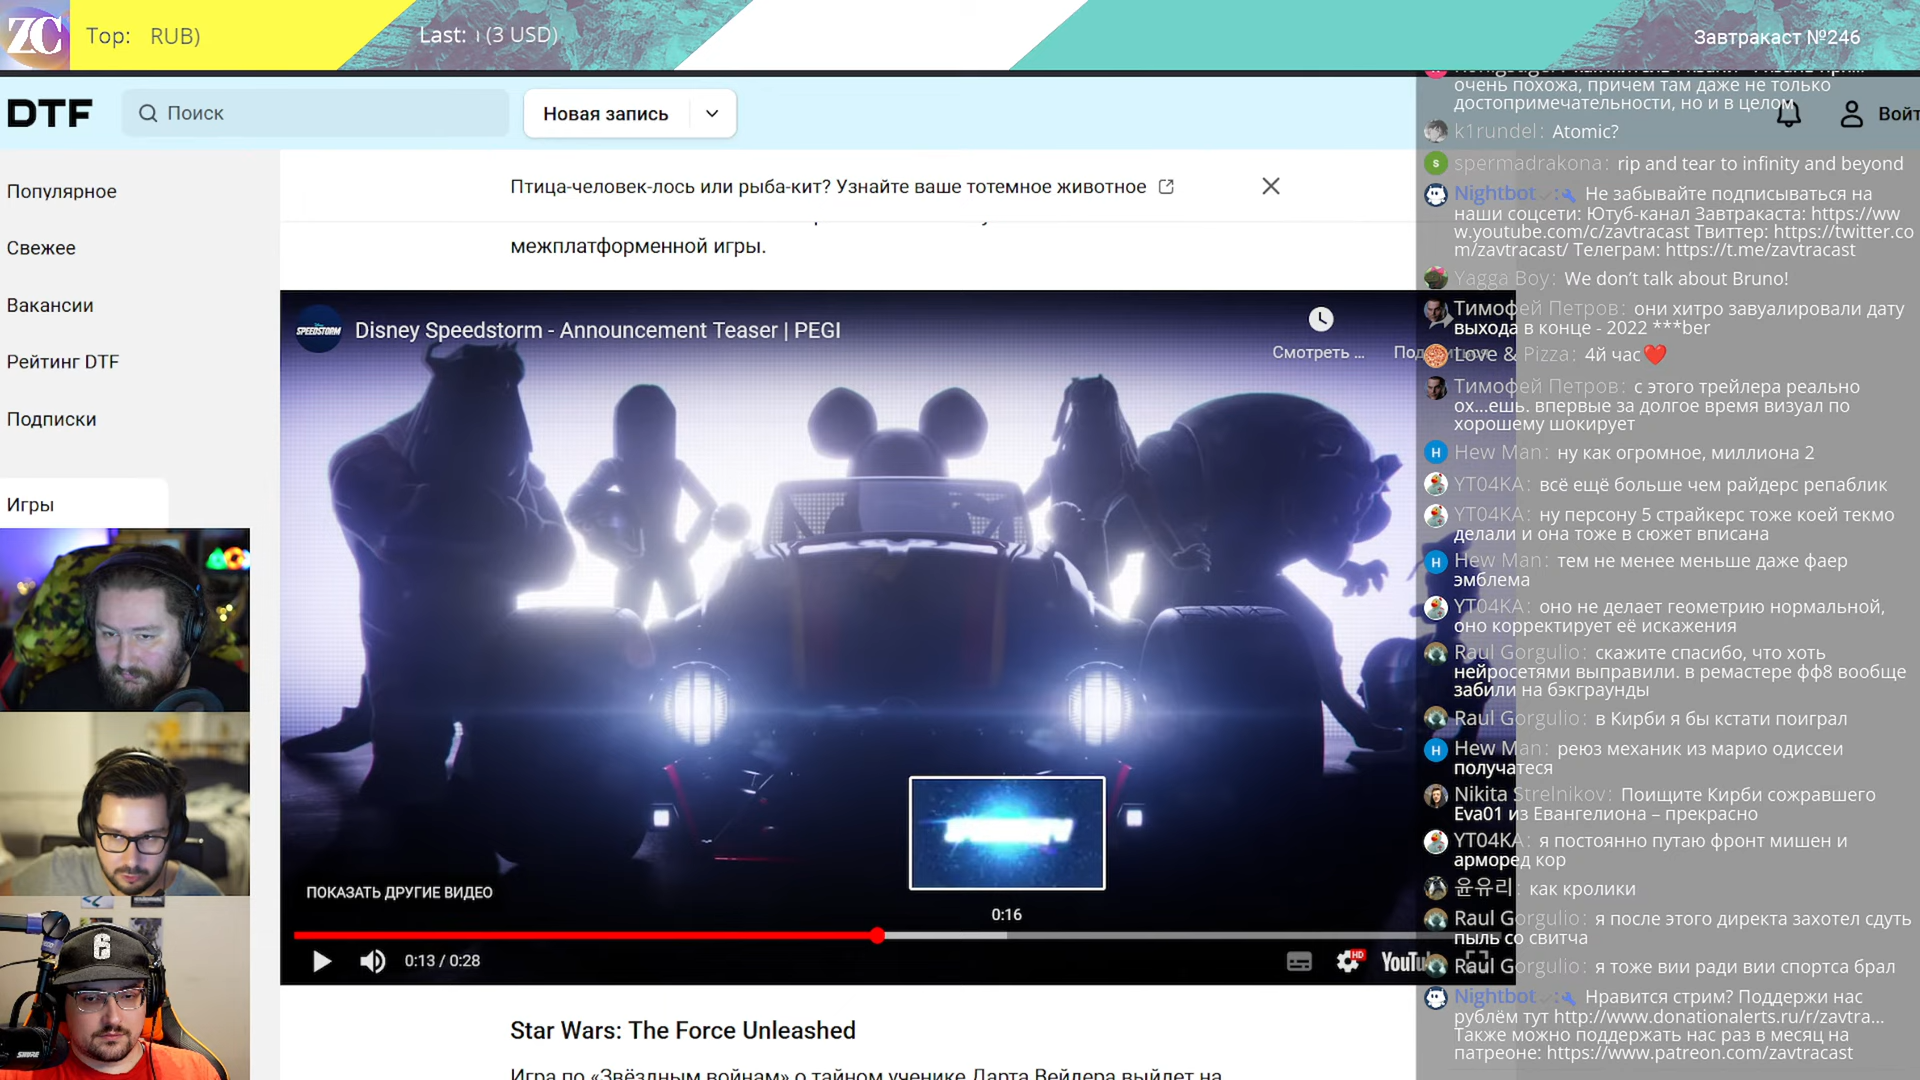 ZC
Top: RUB)
Last: (3 USD)
Завтракаст №246
DTF
Поиск
Новая запись
Войт
Популярное
Свежее
Вакансии
Рейтинг DTF
Подписки
Игры
Птица-человек-лось или рыба-кит? Узнайте ваше тотемное животное
межплатформенной игры.
SPEEDSTORM
Disney Speedstorm - Announcement Teaser | PEGI
Смотреть ...
ПОКАЗАТЬ ДРУГИЕ ВИДЕО
0:16
0:13 / 0:28
HD
YouTu
Star Wars: The Force Unleashed
Игра по «Звёздным войнам» о тайном ученике Дарта Вейдера выйдет на
очень похожа, причем там даже не только
достопримечательности, но и в целом
k1rundel: Atomic?
spermadrakona: rip and tear to infinity and beyond
Nightbot: Не забывайте подписываться на
наши соцсети: Ютуб-канал Завтракаста: https://ww
w.youtube.com/c/zavtracast Твиттер: https://twitter.co
m/zavtracast/ Телеграм: https://t.me/zavtracast
Yagga Boy: We don’t talk about Bruno!
Тимофей Петров: они хитро завуалировали дату
выхода в конце - 2022 ***ber
Love & Pizza: 4й час❤️
Тимофей Петров: с этого трейлера реально
ох...ешь. впервые за долгое время визуал по
хорошему шокирует
Hew Man: ну как огромное, миллиона 2
YT04KA: всё ещё больше чем райдерс репаблик
YT04KA: ну персону 5 страйкерс тоже коей текмо
делали и она тоже в сюжет вписана
Hew Man: тем не менее меньше даже фаер
эмблема
YT04KA: оно не делает геометрию нормальной,
оно корректирует её искажения
Raul Gorgulio: скажите спасибо, что хоть
нейросетями выправили. в ремастере фф8 вообще
забили на бэкграунды
Raul Gorgulio: в Кирби я бы кстати поиграл
Hew Man: реюз механик из марио одиссеи
получатеся
Nikita Strelnikov: Поищите Кирби сожравшего
Eva01 из Евангелиона – прекрасно
YT04KA: я постоянно путаю фронт мишен и
арморед кор
윤유리: как кролики
Raul Gorgulio: я после этого директа захотел сдуть
пыль со свитча
Raul Gorgulio: я тоже вии ради вии спортса брал
Nightbot: Нравится стрим? Поддержи нас
рублём тут http://www.donationalerts.ru/r/zavtra...
Также можно поддержать нас раз в месяц на
патреоне: https://www.patreon.com/zavtracast
SHURE